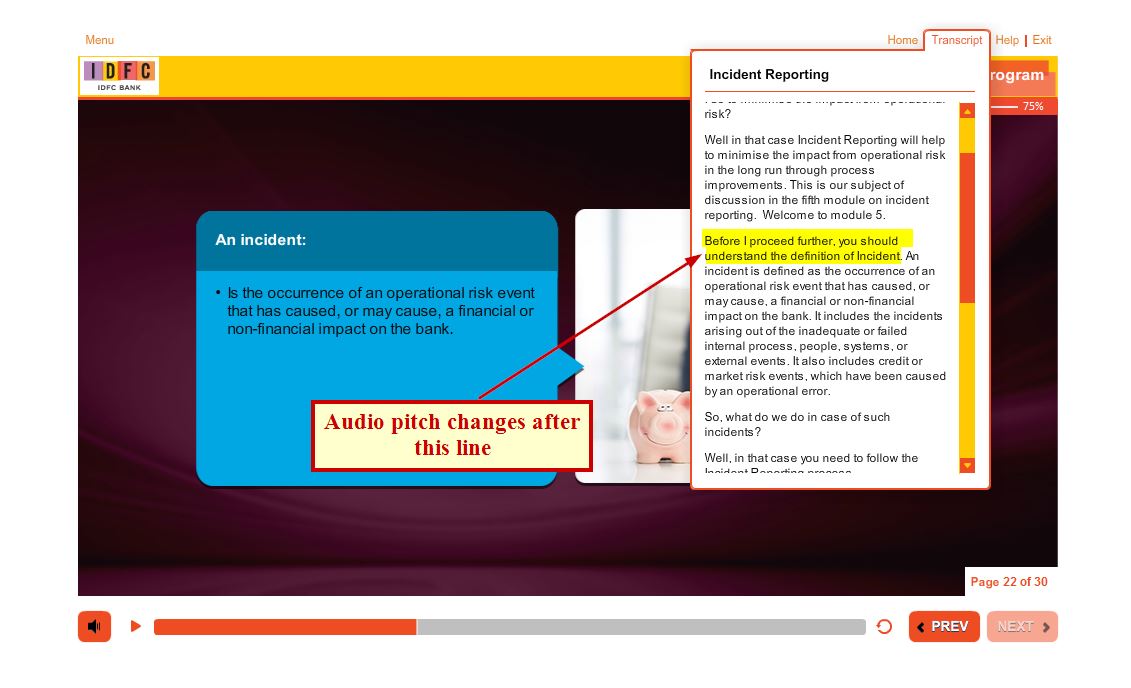 Menu
Home Transcript Help | Exit
IDFC
IDFC BANK
rogram
75%
Incident Reporting
risk?
Well in that case Incident Reporting will help
to minimise the impact from operational risk
in the long run through process
improvements. This is our subject of
discussion in the fifth module on incident
reporting. Welcome to module 5.
Before I proceed further, you should
understand the definition of Incident. An
incident is defined as the occurrence of an
operational risk event that has caused, or
may cause, a financial or non-financial
impact on the bank. It includes the incidents
arising out of the inadequate or failed
internal process, people, systems, or
external events. It also includes credit or
market risk events, which have been caused
by an operational error.
So, what do we do in case of such
incidents?
Well, in that case you need to follow the
Incident Reporting process
An incident:
• Is the occurrence of an operational risk event
that has caused, or may cause, a financial or
non-financial impact on the bank.
Audio pitch changes after
this line
Page 22 of 30
PREV
NEXT